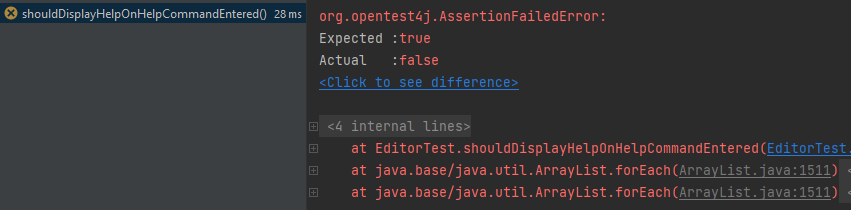 shouldDisplayHelpOnHelpCommandEntered() 28 ms
org.opentest4j.AssertionFailedError:
Expected :true
Actual   :false
<Click to see difference>
<4 internal lines>
at EditorTest.shouldDisplayHelpOnHelpCommandEntered(EditorTest.
at java.base/java.util.ArrayList.forEach(ArrayList.java:1511) <
at java.base/java.util.ArrayList.forEach(ArrayList.java:1511) <